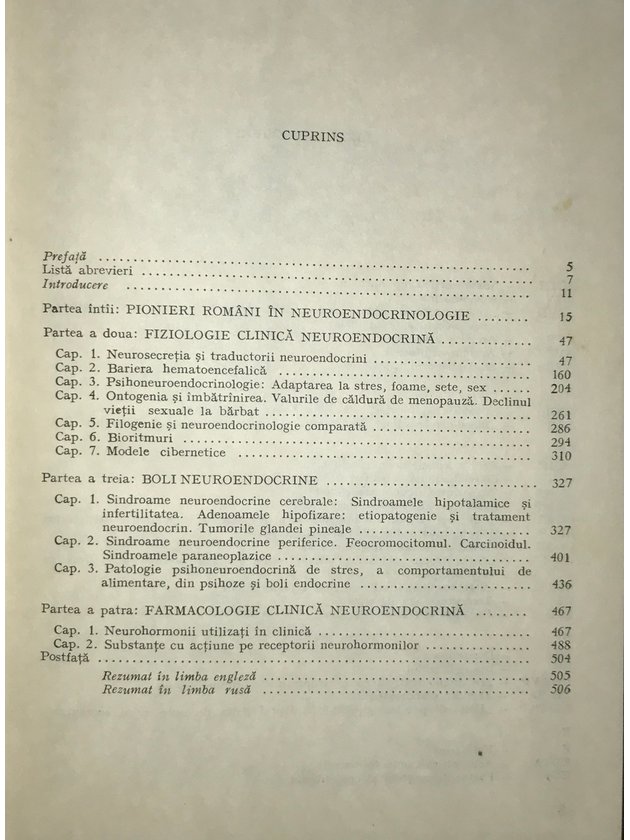 CUPRINS
Prefață .......... 5
Listă abrevieri .......... 7
Introducere .......... 11
Partea întîi: PIONIERI ROMÂNI ÎN NEUROENDOCRINOLOGIE .......... 15
Partea a doua: FIZIOLOGIE CLINICĂ NEUROENDOCRINĂ .......... 47
Cap. 1. Neurosecreția și traductorii neuroendocrini .......... 47
Cap. 2. Bariera hematoencefalică .......... 160
Cap. 3. Psihoneuroendocrinologie: Adaptarea la stres, foame, sete, sex .......... 204
Cap. 4. Ontogenia și îmbătrînirea. Valurile de căldură de menopauză. Declinul
vieții sexuale la bărbat .......... 261
Cap. 5. Filogenie și neuroendocrinologie comparată .......... 286
Cap. 6. Bioritmuri .......... 294
Cap. 7. Modele cibernetice .......... 310
Partea a treia: BOLI NEUROENDOCRINE .......... 327
Cap. 1. Sindroame neuroendocrine cerebrale: Sindroamele hipotalamice și
infertilitatea. Adenoamele hipofizare: etiopatogenie și tratament
neuroendocrin. Tumorile glandei pineale .......... 327
Cap. 2. Sindroame neuroendocrine periferice. Feocromocitomul. Carcinoidul.
Sindroamele paraneoplazice .......... 401
Cap. 3. Patologie psihoneuroendocrină de stres, a comportamentului de
alimentare, din psihoze și boli endocrine .......... 436
Partea a patra: FARMACOLOGIE CLINICĂ NEUROENDOCRINĂ .......... 467
Cap. 1. Neurohormonii utilizați în clinică .......... 467
Cap. 2. Substanțe cu acțiune pe receptorii neurohormonilor .......... 488
Postfață .......... 504
Rezumat în limba engleză .......... 505
Rezumat în limba rusă .......... 506